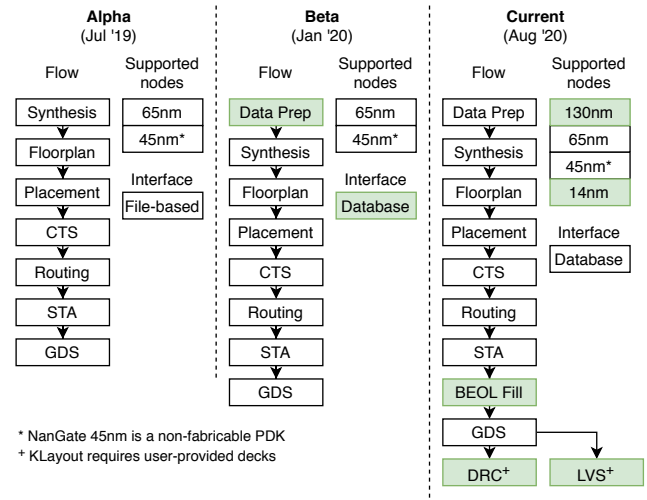 Alpha
(Jul '19)
Flow
Supported
nodes
Synthesis
Floorplan
Placement
CTS
Routing
STA
GDS
65nm
45nm*
Interface
File-based
Beta
(Jan '20)
Flow
Supported
nodes
Data Prep
Synthesis
Floorplan
Placement
CTS
Routing
STA
GDS
65nm
45nm*
Interface
Database
Current
(Aug '20)
Flow
Supported
nodes
Data Prep
Synthesis
Floorplan
Placement
CTS
Routing
STA
BEOL Fill
GDS
DRC+
LVS+
130nm
65nm
45nm*
14nm
Interface
Database
* NanGate 45nm is a non-fabricable PDK
+ KLayout requires user-provided decks